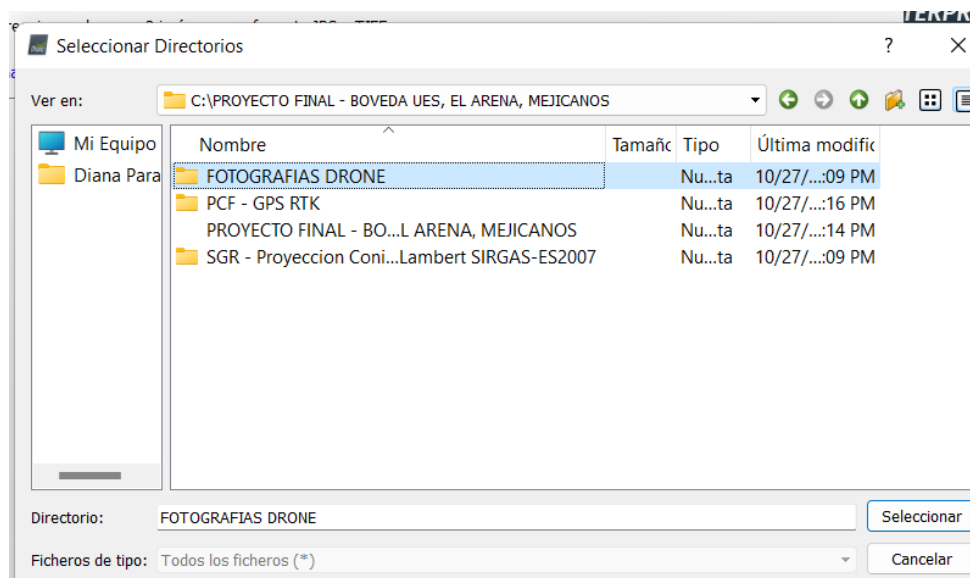 Seleccionar Directorios
?
Ver en: C:\PROYECTO FINAL - BOVEDA UES, EL ARENA, MEJICANOS
Mi Equipo
Diana Para
Nombre Tamañc Tipo Última modific
FOTOGRAFIAS DRONE Nu...ta 10/27/...:09 PM
PCF - GPS RTK Nu...ta 10/27/...:16 PM
PROYECTO FINAL - BO...L ARENA, MEJICANOS Nu...ta 10/27/...:14 PM
SGR - Proyeccion Coni...Lambert SIRGAS-ES2007 Nu...ta 10/27/...:09 PM
Directorio: FOTOGRAFIAS DRONE Seleccionar
Ficheros de tipo: Todos los ficheros (*) Cancelar